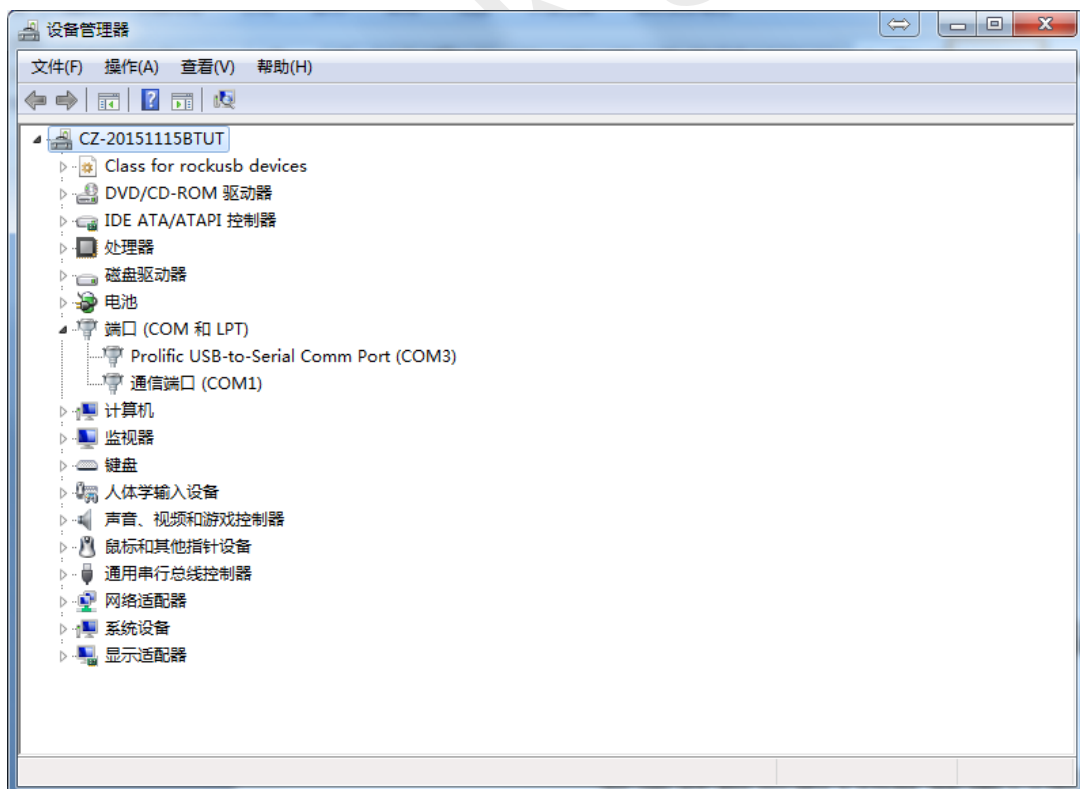 设备管理器
文件(F) 操作(A) 查看(V) 帮助(H)
CZ-20151115BTUT
Class for rockusb devices
DVD/CD-ROM 驱动器
IDE ATA/ATAPI 控制器
处理器
磁盘驱动器
电池
端口 (COM 和 LPT)
Prolific USB-to-Serial Comm Port (COM3)
通信端口 (COM1)
计算机
监视器
键盘
人体学输入设备
声音、视频和游戏控制器
鼠标和其他指针设备
通用串行总线控制器
网络适配器
系统设备
显示适配器